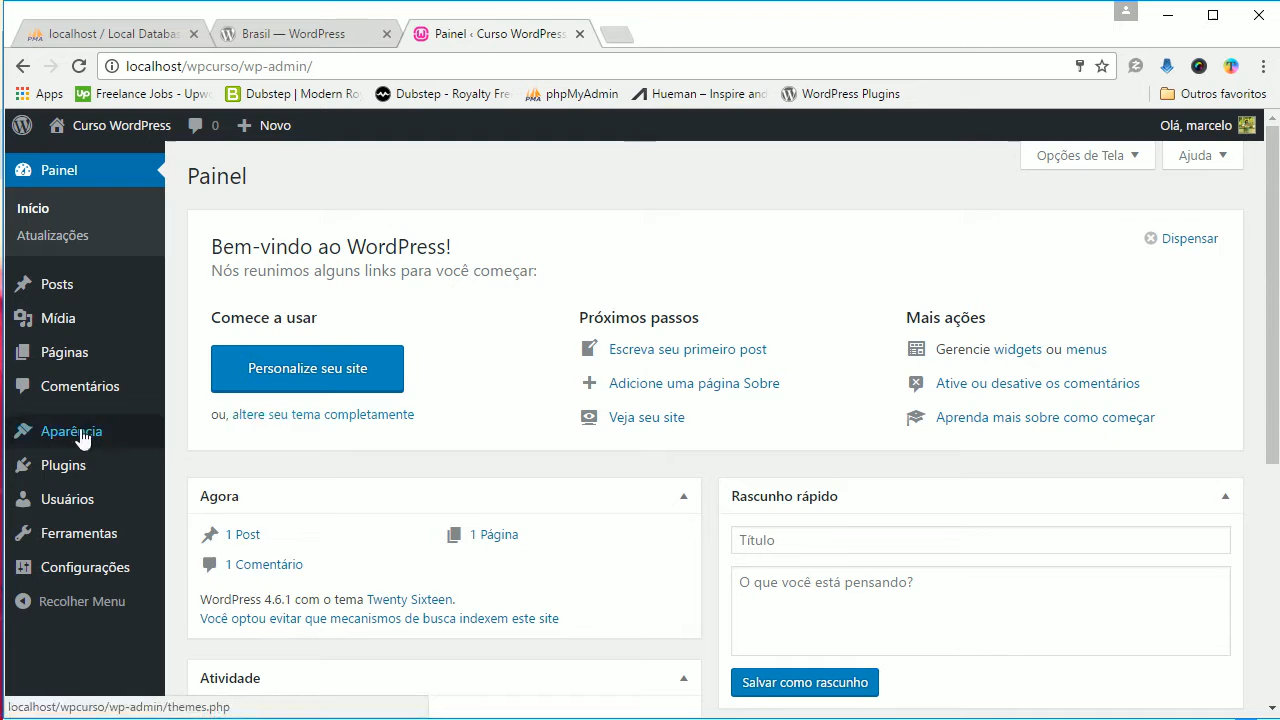 localhost / Local Databas
Brasil — WordPress
Painel ‹ Curso WordPress
localhost/wpcurso/wp-admin/
Apps
Freelance Jobs - Upw
Dubstep | Modern Ro
Dubstep - Royalty Fre
phpMyAdmin
Hueman – Inspire and
WordPress Plugins
Outros favoritos
Curso WordPress
0
Novo
Olá, marcelo
Painel
Início
Atualizações
Posts
Mídia
Páginas
Comentários
Aparência
Plugins
Usuários
Ferramentas
Configurações
Recolher Menu
Opções de Tela
Ajuda
Painel
Bem-vindo ao WordPress!
Nós reunimos alguns links para você começar:
Dispensar
Comece a usar
Personalize seu site
ou, altere seu tema completamente
Próximos passos
Escreva seu primeiro post
Adicione uma página Sobre
Veja seu site
Mais ações
Gerencie widgets ou menus
Ative ou desative os comentários
Aprenda mais sobre como começar
Agora
1 Post
1 Página
1 Comentário
WordPress 4.6.1 com o tema Twenty Sixteen.
Você optou evitar que mecanismos de busca indexem este site
Atividade
Rascunho rápido
Título
O que você está pensando?
Salvar como rascunho
localhost/wpcurso/wp-admin/themes.php